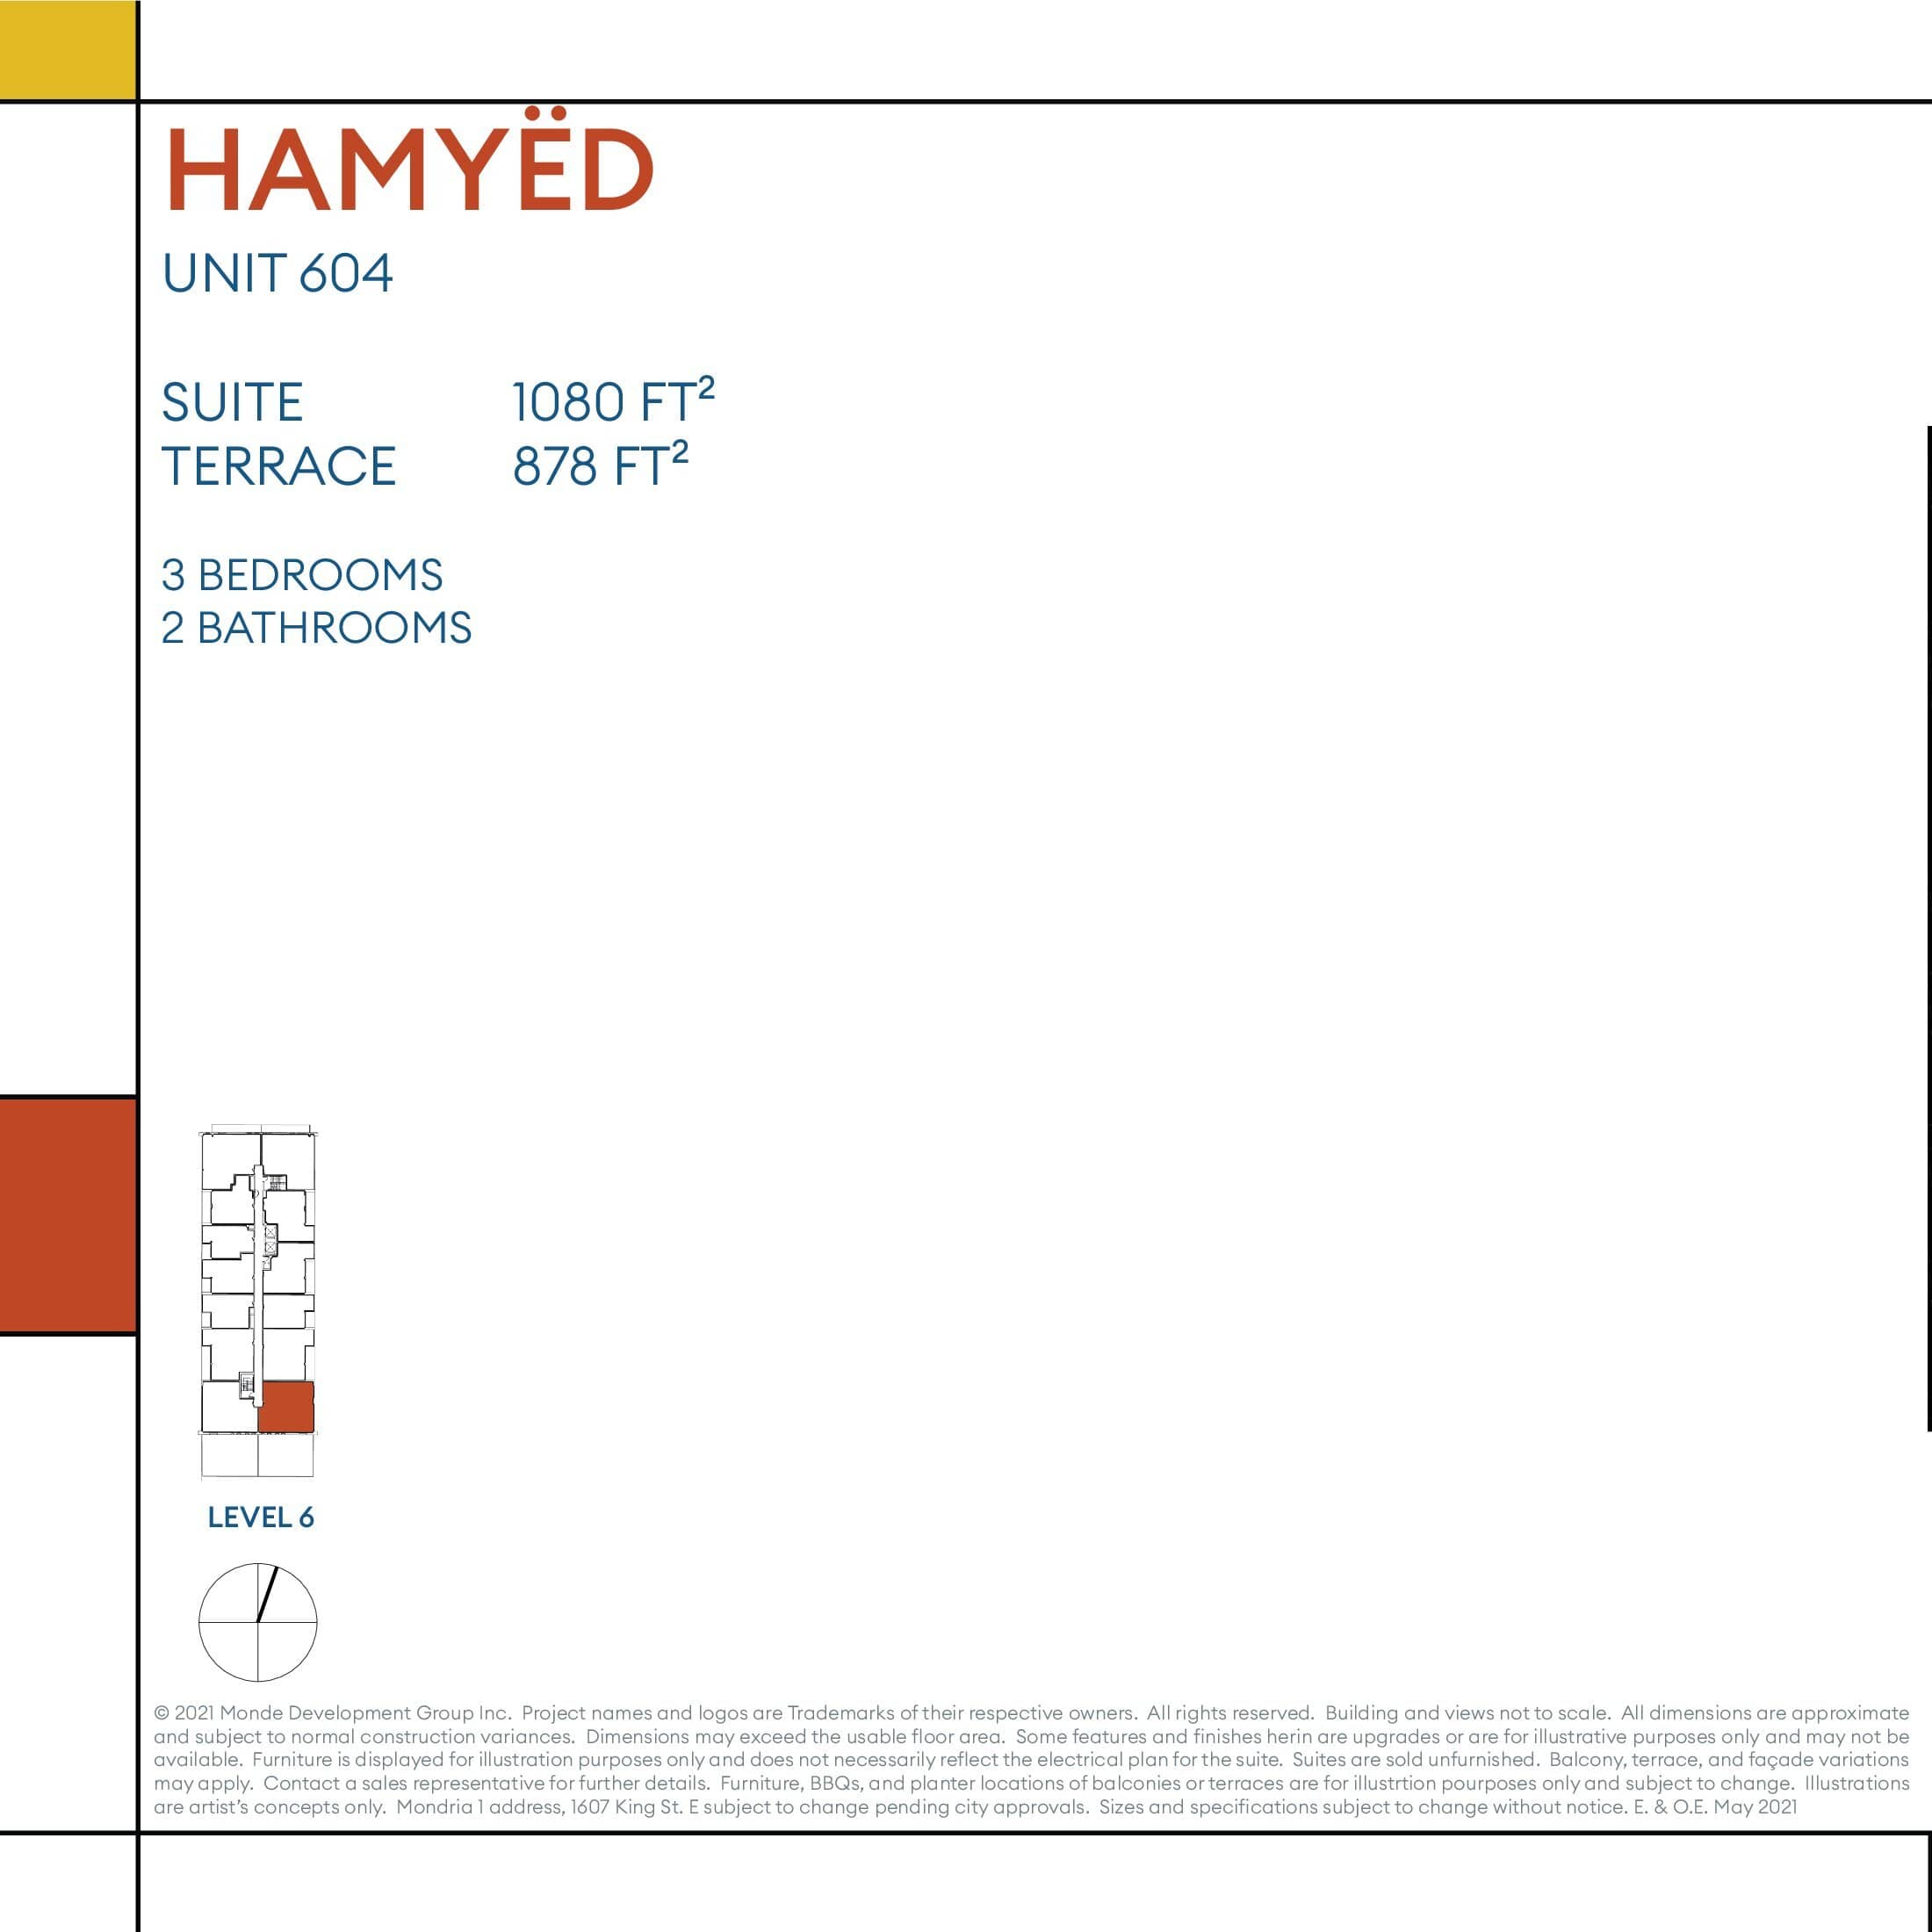 HAMYËD
UNIT 604
SUITE 1080 FT²
TERRACE 878 FT²
3 BEDROOMS
2 BATHROOMS
LEVEL 6
© 2021 Monde Development Group Inc. Project names and logos are Trademarks of their respective owners. All rights reserved. Building and views not to scale. All dimensions are approximate
and subject to normal construction variances. Dimensions may exceed the usable floor area. Some features and finishes herin are upgrades or are for illustrative purposes only and may not be
available. Furniture is displayed for illustration purposes only and does not necessarily reflect the electrical plan for the suite. Suites are sold unfurnished. Balcony, terrace, and façade variations
may apply. Contact a sales representative for further details. Furniture, BBQs, and planter locations of balconies or terraces are for illustrtion pourposes only and subject to change. Illustrations
are artist's concepts only. Mondria 1 address, 1607 King St. E subject to change pending city approvals. Sizes and specifications subject to change without notice. E. & O.E. May 2021